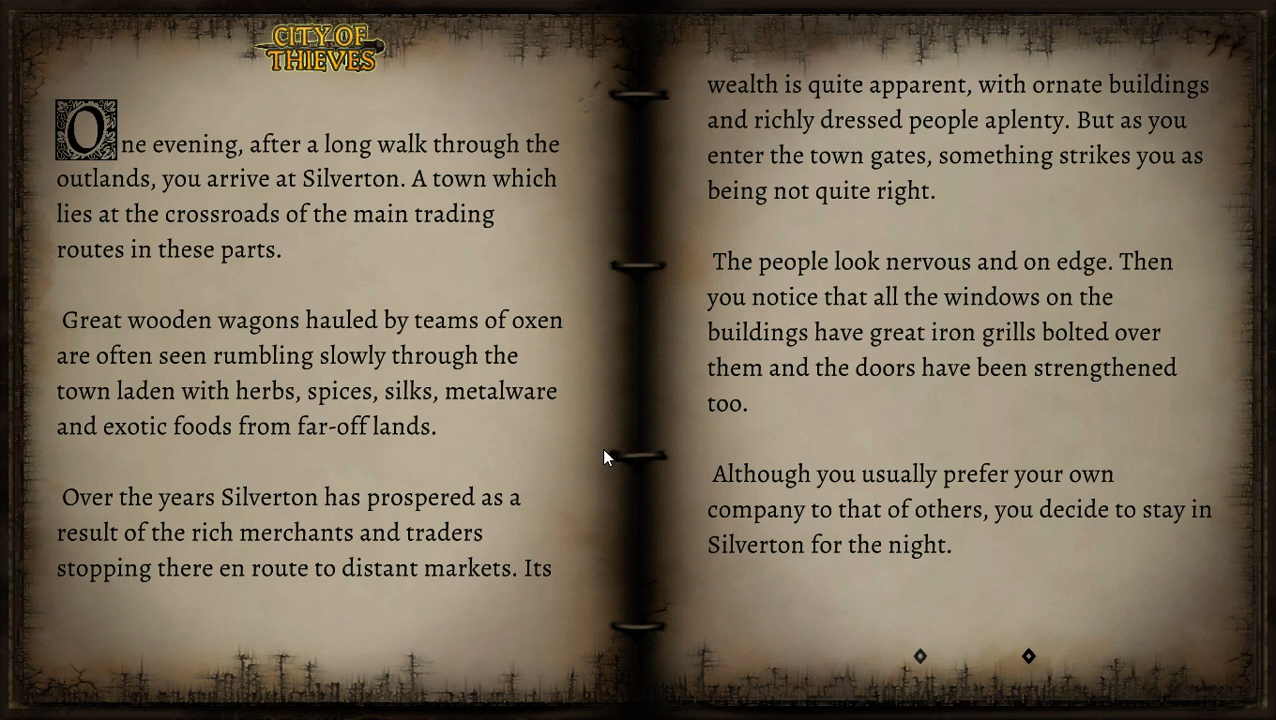 CITY OF
THIEVES
One evening, after a long walk through the
outlands, you arrive at Silverton. A town which
lies at the crossroads of the main trading
routes in these parts.
Great wooden wagons hauled by teams of oxen
are often seen rumbling slowly through the
town laden with herbs, spices, silks, metalware
and exotic foods from far-off lands.
Over the years Silverton has prospered as a
result of the rich merchants and traders
stopping there en route to distant markets. Its
wealth is quite apparent, with ornate buildings
and richly dressed people aplenty. But as you
enter the town gates, something strikes you as
being not quite right.
The people look nervous and on edge. Then
you notice that all the windows on the
buildings have great iron grills bolted over
them and the doors have been strengthened
too.
Although you usually prefer your own
company to that of others, you decide to stay in
Silverton for the night.